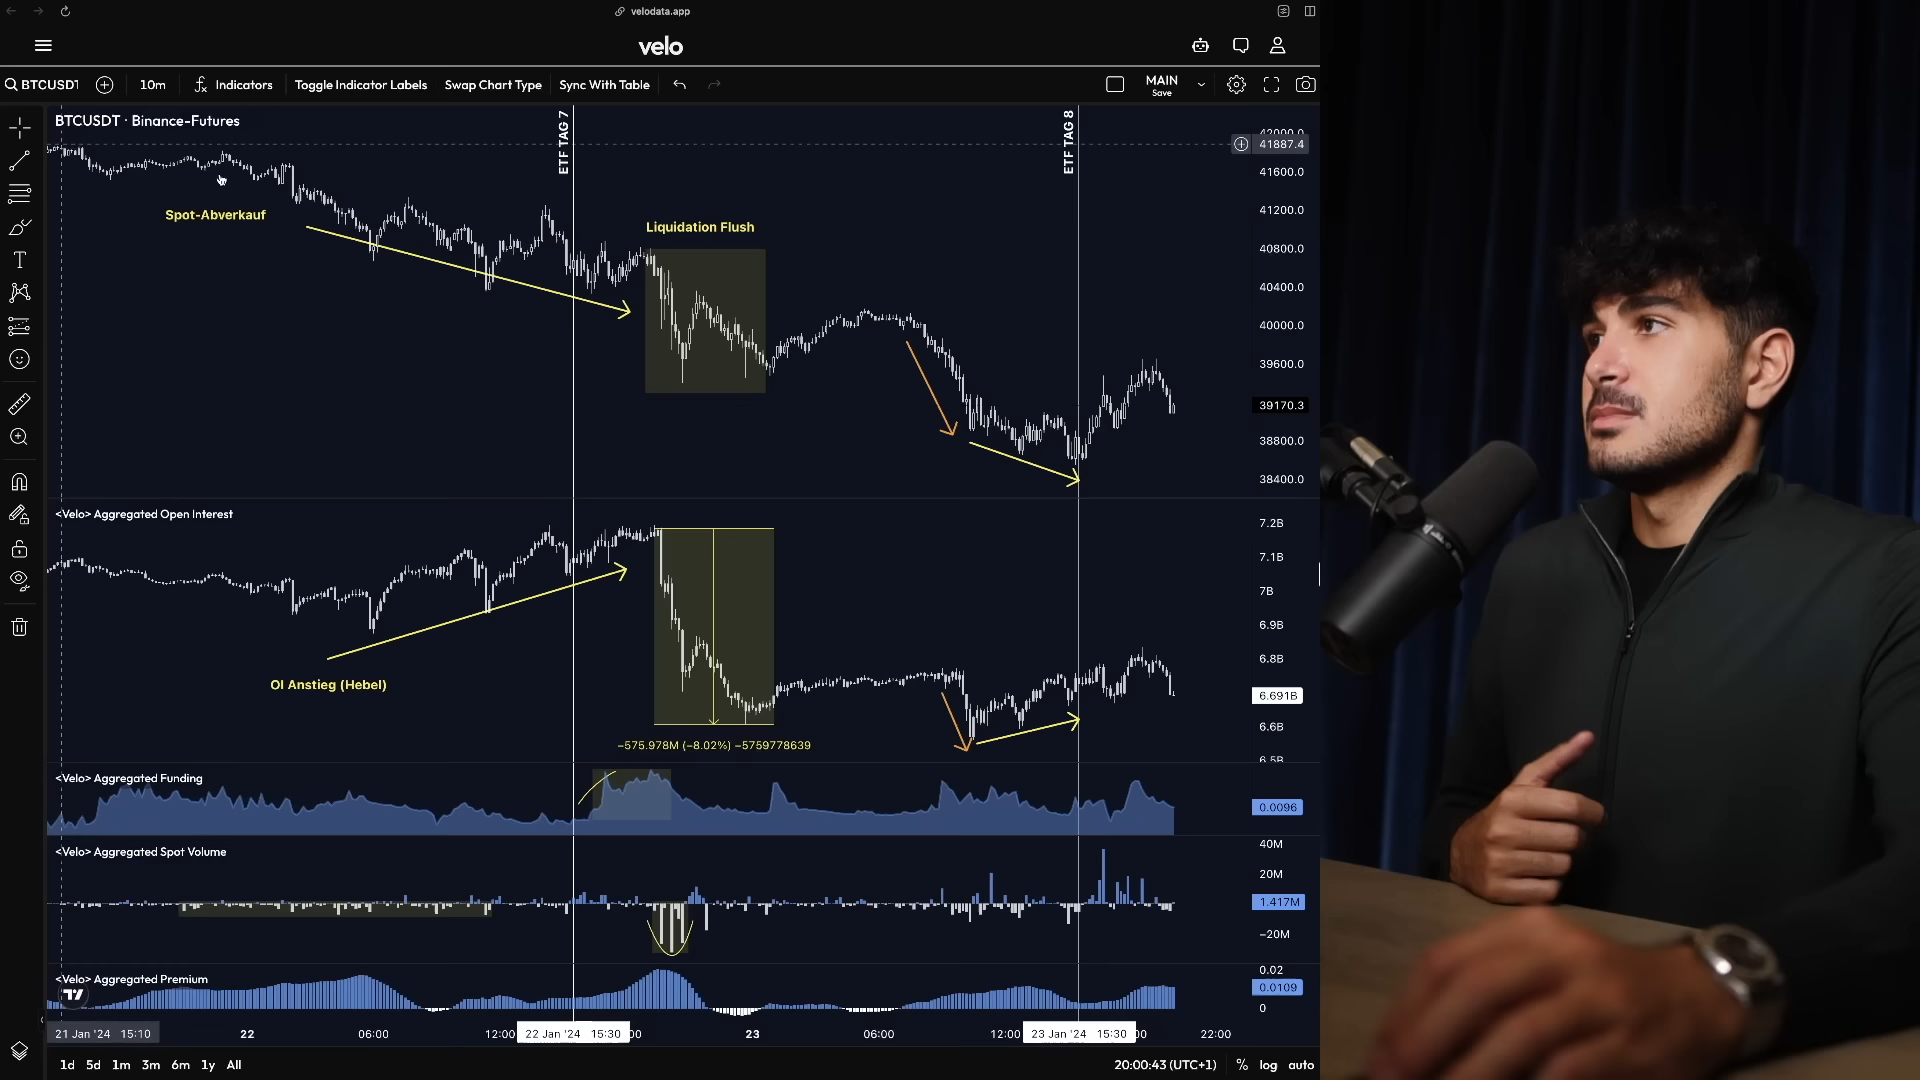 velodata.app
velo
BTCUSDT
10m
Indicators
Toggle Indicator Labels
Swap Chart Type
Sync With Table
MAIN
Save
BTCUSDT · Binance-Futures
ETF TAG 7
ETF TAG 8
42000.0
41887.4
41600.0
41200.0
40800.0
40400.0
40000.0
39600.0
39170.3
38800.0
38400.0
Spot-Abverkauf
Liquidation Flush
<Velo> Aggregated Open Interest
7.2B
7.1B
7B
6.9B
6.8B
6.691B
6.6B
6.5B
OI Anstieg (Hebel)
−575.978M (−8.02%) −5759778639
<Velo> Aggregated Funding
0.0096
<Velo> Aggregated Spot Volume
40M
20M
1.417M
−20M
<Velo> Aggregated Premium
0.02
0.0109
0
21 Jan '24 15:10
22
06:00
12:00
22 Jan '24 15:30
23
06:00
12:00
23 Jan '24 15:30
22:00
1d
5d
1m
3m
6m
1y
All
20:00:43 (UTC+1)
%
log
auto